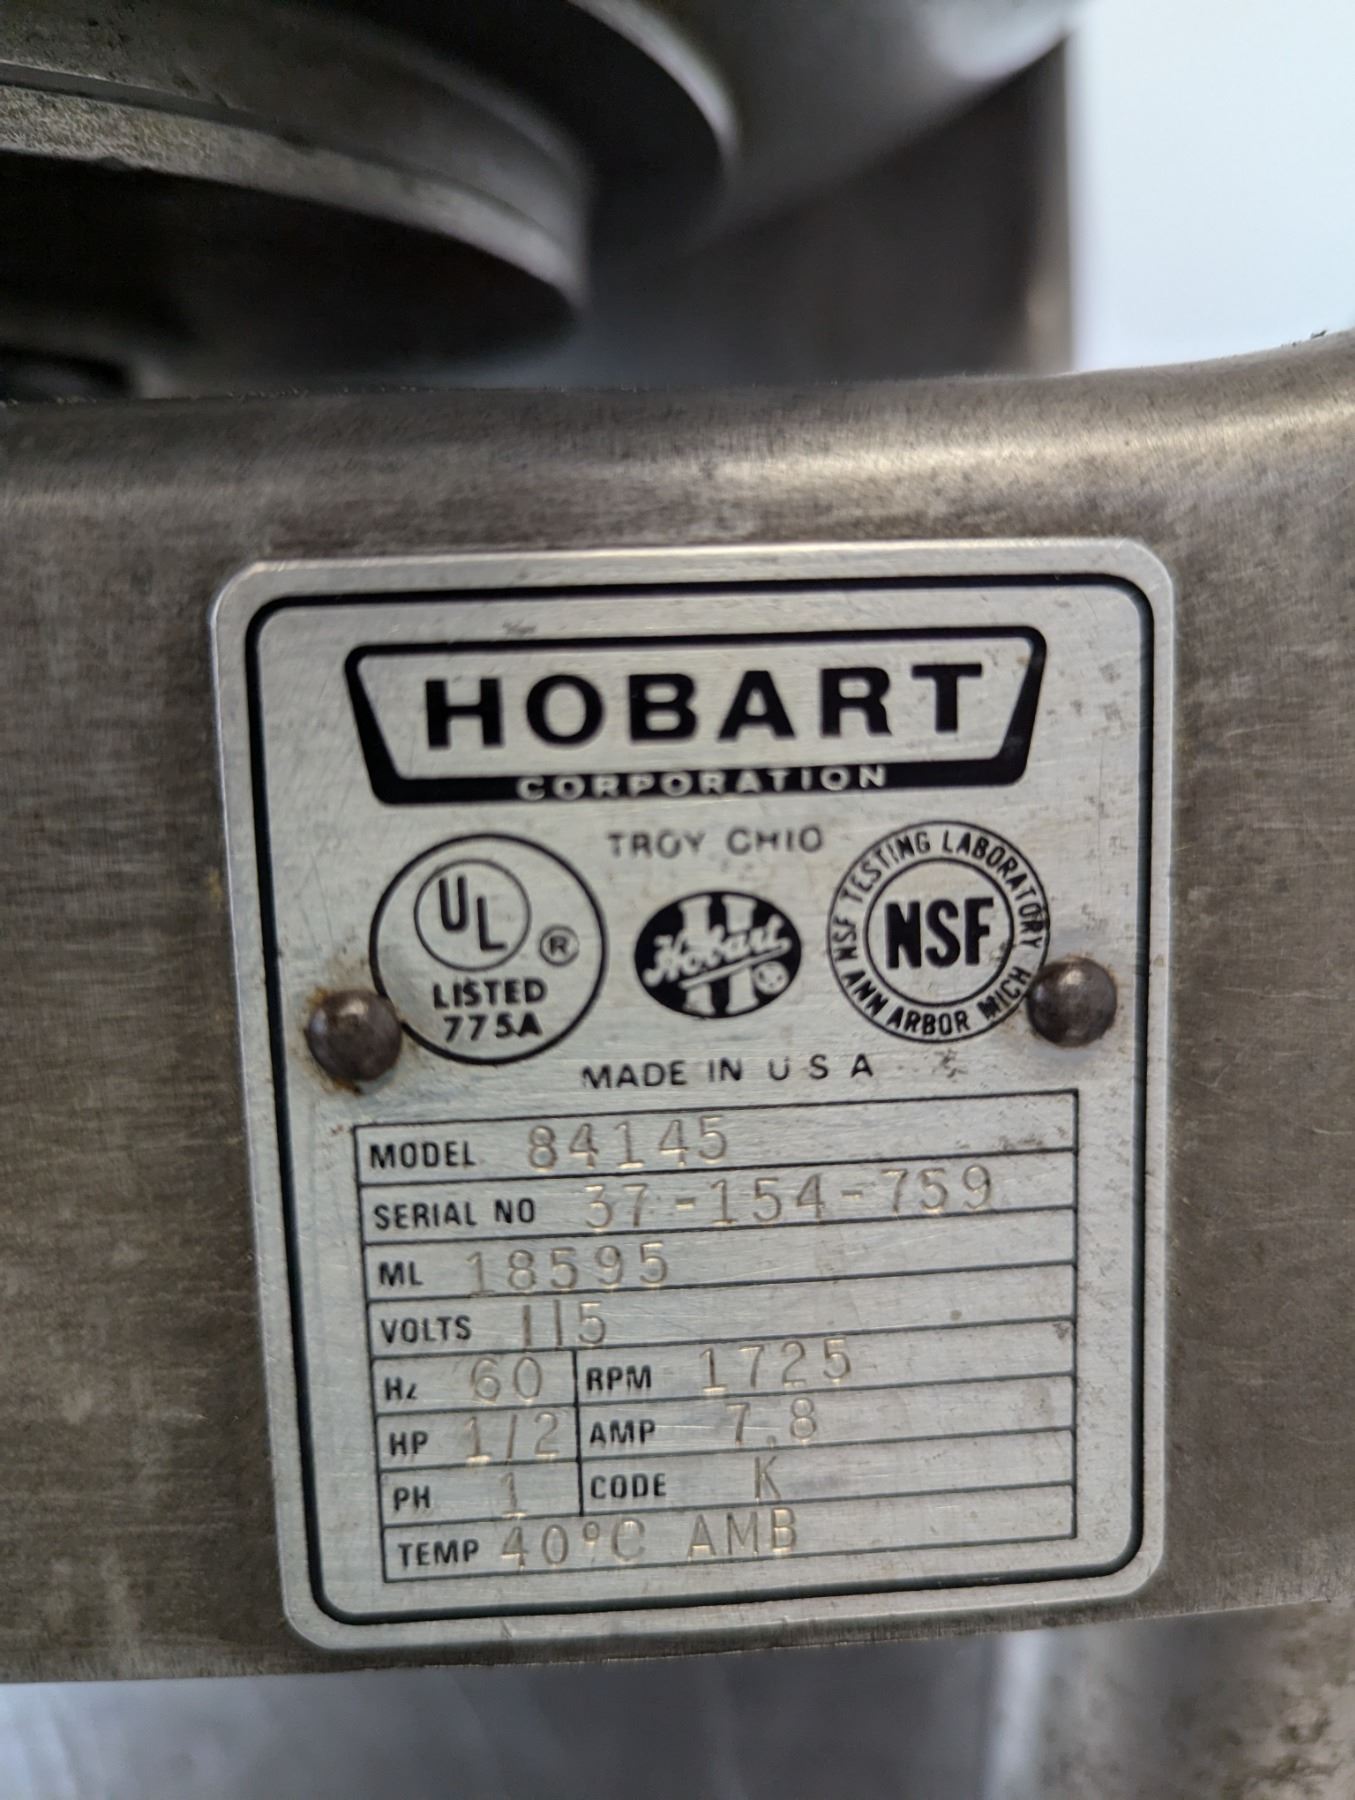 HOBART
CORPORATION
TROY OHIO
UL ®
LISTED
775A
Hobart
NSF TESTING LABORATORY
NSF
ANN ARBOR MICH
MADE IN U S A
MODEL 84145
SERIAL NO 37-154-759
ML 18595
VOLTS 115
Hz 60 RPM 1725
HP 1/2 AMP 7.8
PH 1 CODE K
TEMP 40°C AMB